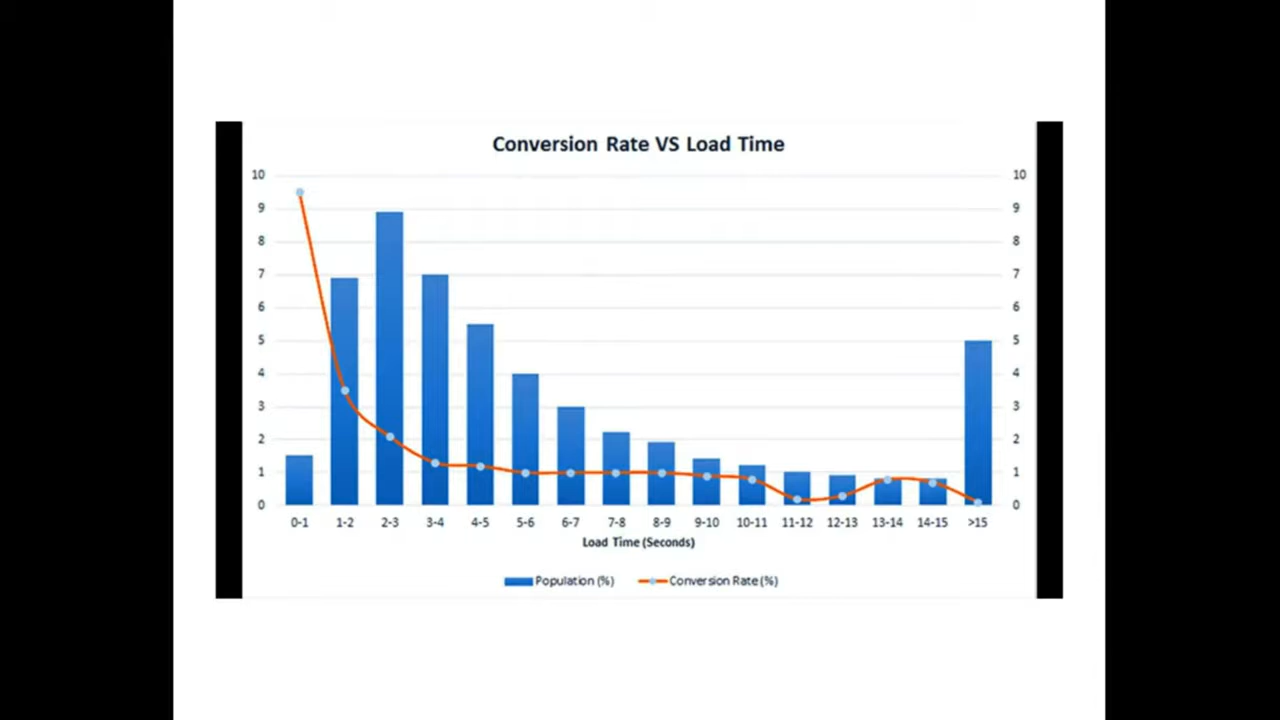 Conversion Rate VS Load Time
10 10
9 9
8 8
7 7
6 6
5 5
4 4
3 3
2 2
1 1
0 0
0-1 1-2 2-3 3-4 4-5 5-6 6-7 7-8 8-9 9-10 10-11 11-12 12-13 13-14 14-15 >15
Load Time (Seconds)
Population (%) Conversion Rate (%)